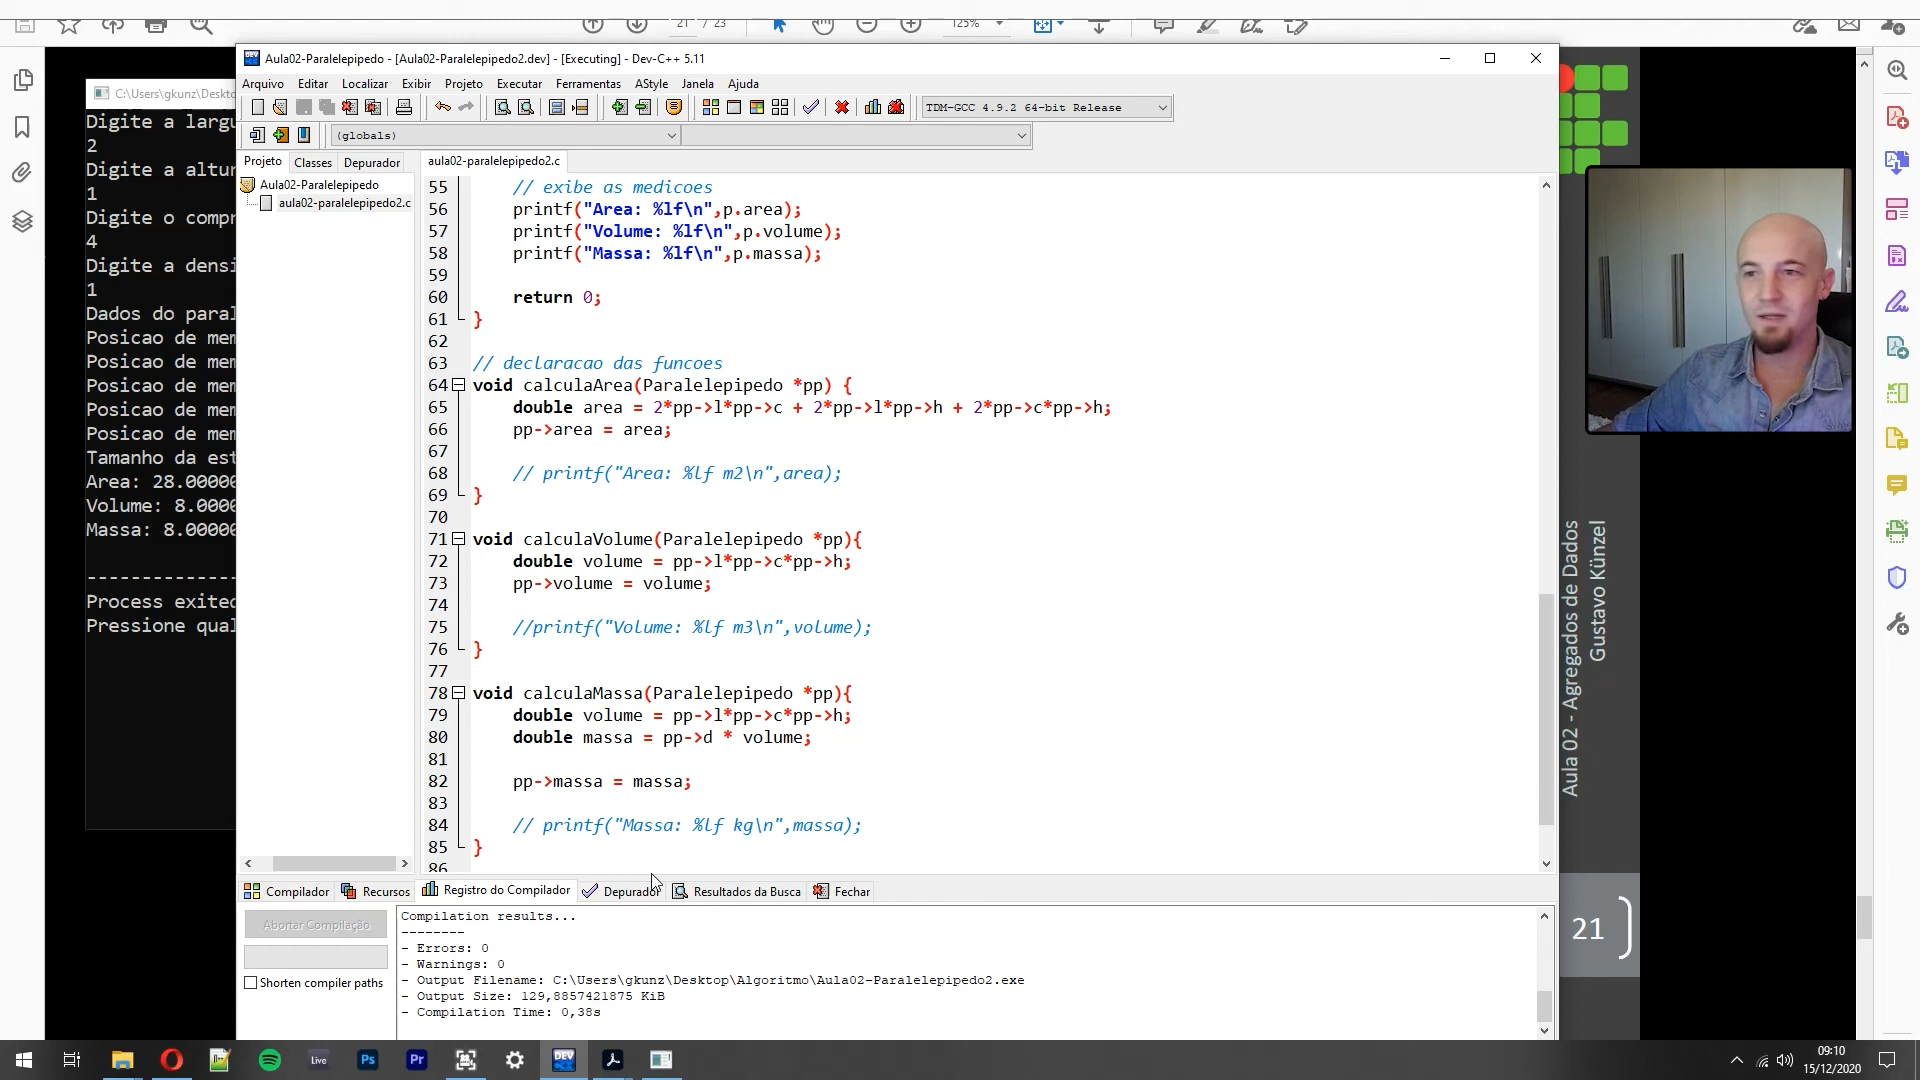 21 / 23
125%
Aula02-Paralelepipedo - [Aula02-Paralelepipedo2.dev] - [Executing] - Dev-C++ 5.11
Arquivo Editar Localizar Exibir Projeto Executar Ferramentas AStyle Janela Ajuda
TDM-GCC 4.9.2 64-bit Release
(globals)
Projeto Classes Depurador
aula02-paralelepipedo2.c
Aula02-Paralelepipedo
aula02-paralelepipedo2.c
55 // exibe as medicoes
56 printf("Area: %lf\n",p.area);
57 printf("Volume: %lf\n",p.volume);
58 printf("Massa: %lf\n",p.massa);
59
60 return 0;
61 }
62
63 // declaracao das funcoes
64 void calculaArea(Paralelepipedo *pp) {
65 double area = 2*pp->l*pp->c + 2*pp->l*pp->h + 2*pp->c*pp->h;
66 pp->area = area;
67
68 // printf("Area: %lf m2\n",area);
69 }
70
71 void calculaVolume(Paralelepipedo *pp){
72 double volume = pp->l*pp->c*pp->h;
73 pp->volume = volume;
74
75 //printf("Volume: %lf m3\n",volume);
76 }
77
78 void calculaMassa(Paralelepipedo *pp){
79 double volume = pp->l*pp->c*pp->h;
80 double massa = pp->d * volume;
81
82 pp->massa = massa;
83
84 // printf("Massa: %lf kg\n",massa);
85 }
86
Compilador Recursos Registro do Compilador Depurador Resultados da Busca Fechar
Abortar Compilação
Shorten compiler paths
Compilation results...
--------
- Errors: 0
- Warnings: 0
- Output Filename: C:\Users\gkunz\Desktop\Algoritmo\Aula02-Paralelepipedo2.exe
- Output Size: 129,8857421875 KiB
- Compilation Time: 0,38s
C:\Users\gkunz\Deskto
Digite a largu
2
Digite a altur
1
Digite o compr
4
Digite a densi
1
Dados do paral
Posicao de mem
Posicao de mem
Posicao de mem
Posicao de mem
Posicao de mem
Tamanho da est
Area: 28.00000
Volume: 8.0000
Massa: 8.00000
--------------
Process exited
Pressione qual
Aula 02 - Agregados de Dados
Gustavo Künzel
21
Live
Ps
Pr
DEV
09:10
15/12/2020